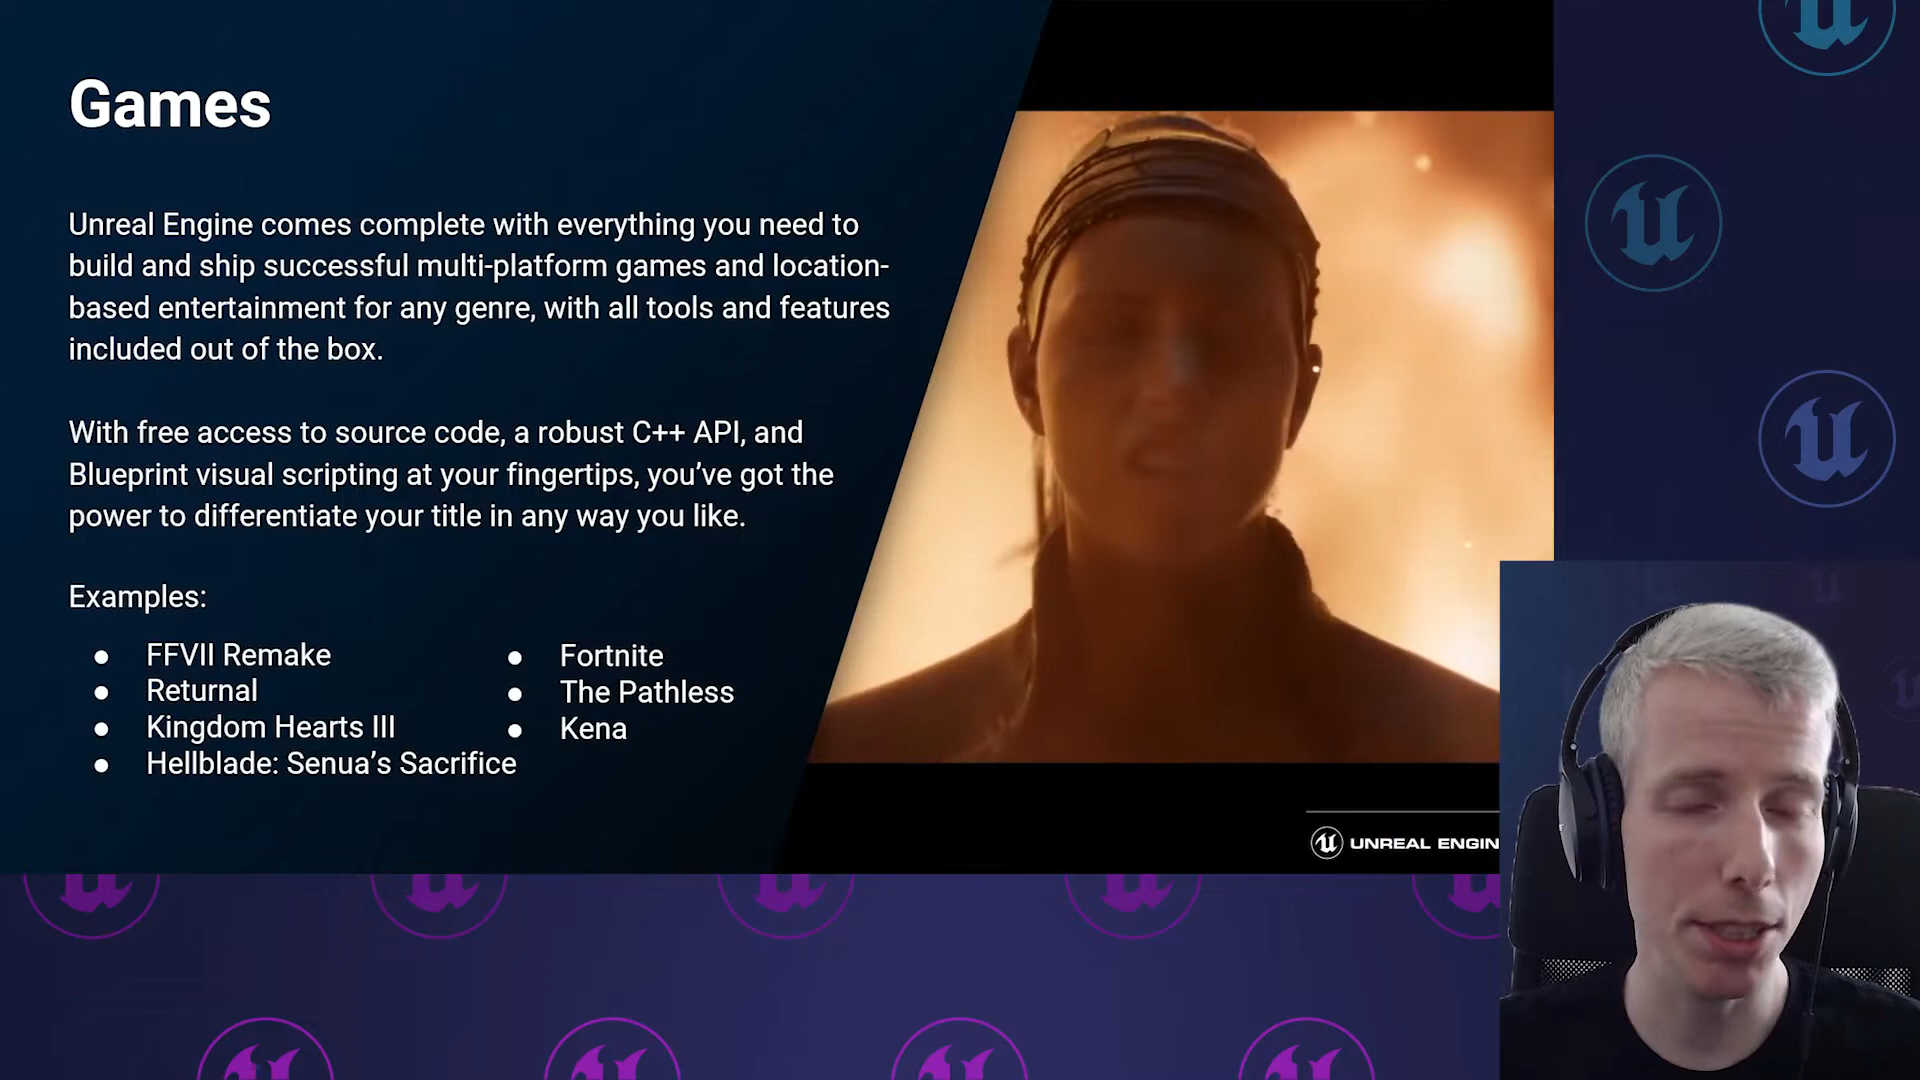 Games
Unreal Engine comes complete with everything you need to
build and ship successful multi-platform games and location-
based entertainment for any genre, with all tools and features
included out of the box.
With free access to source code, a robust C++ API, and
Blueprint visual scripting at your fingertips, you’ve got the
power to differentiate your title in any way you like.
Examples:
● FFVII Remake
● Returnal
● Kingdom Hearts III
● Hellblade: Senua’s Sacrifice
● Fortnite
● The Pathless
● Kena
UNREAL ENGIN